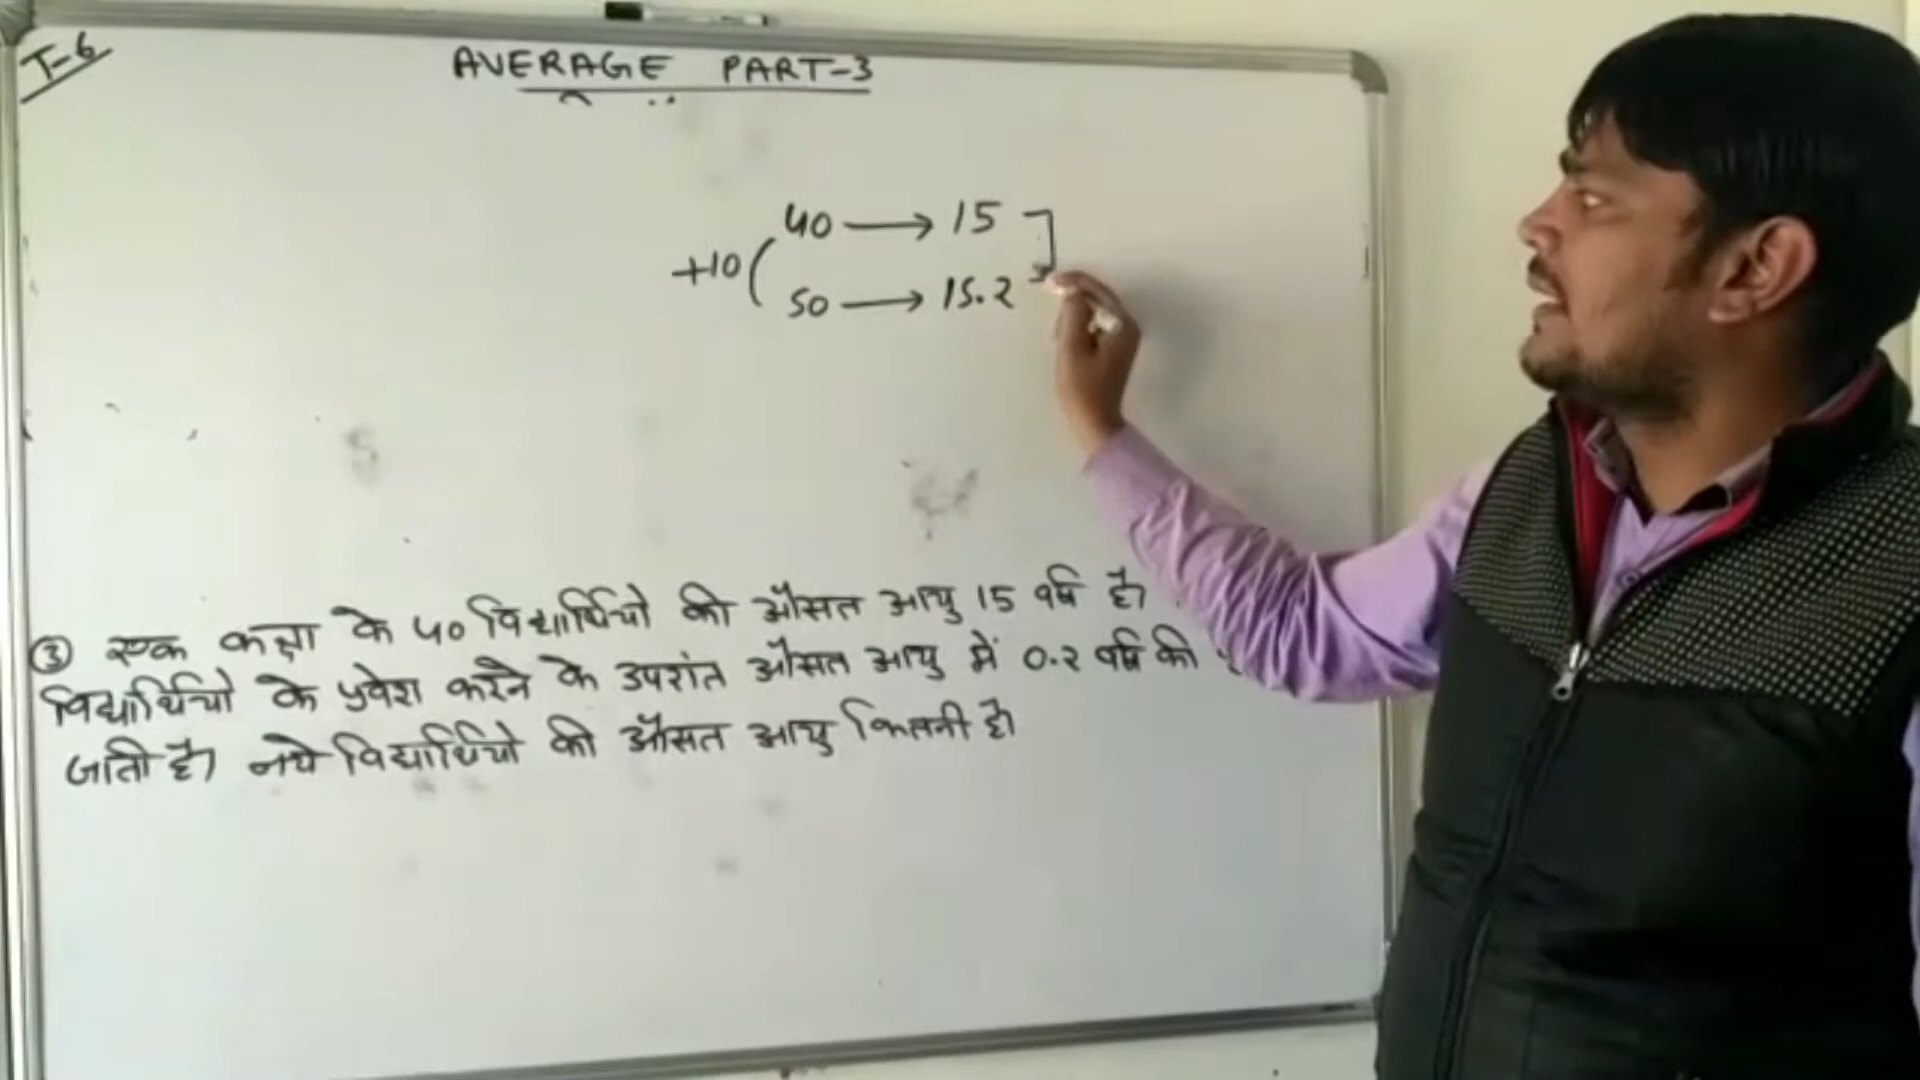 T-6
AVERAGE PART-3
40 → 15
+10
50 → 15.2
③ एक कक्षा के 40 विद्यार्थियो की औसत आयु 15 वर्ष है।
विद्यार्थियो के प्रवेश करने के उपरांत औसत आयु में 0.2 वर्ष की
जाती है। नये विद्यार्थियो की औसत आयु कितनी है।